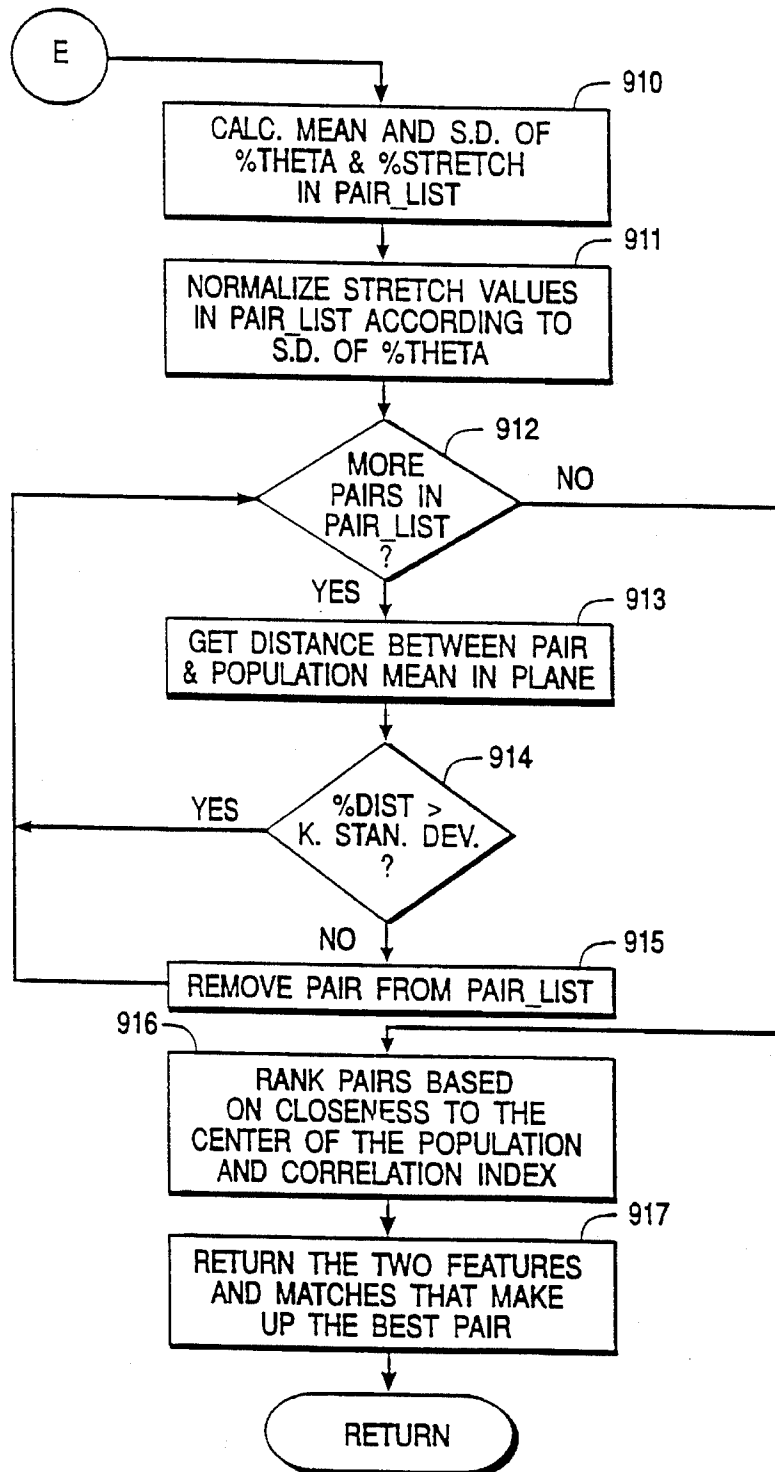 E
910
CALC. MEAN AND S.D. OF
%THETA & %STRETCH
IN PAIR_LIST
911
NORMALIZE STRETCH VALUES
IN PAIR_LIST ACCORDING TO
S.D. OF %THETA
912
MORE
PAIRS IN
PAIR_LIST
?
NO
YES
913
GET DISTANCE BETWEEN PAIR
& POPULATION MEAN IN PLANE
914
%DIST >
K. STAN. DEV.
?
YES
NO
915
REMOVE PAIR FROM PAIR_LIST
916
RANK PAIRS BASED
ON CLOSENESS TO THE
CENTER OF THE POPULATION
AND CORRELATION INDEX
917
RETURN THE TWO FEATURES
AND MATCHES THAT MAKE
UP THE BEST PAIR
RETURN